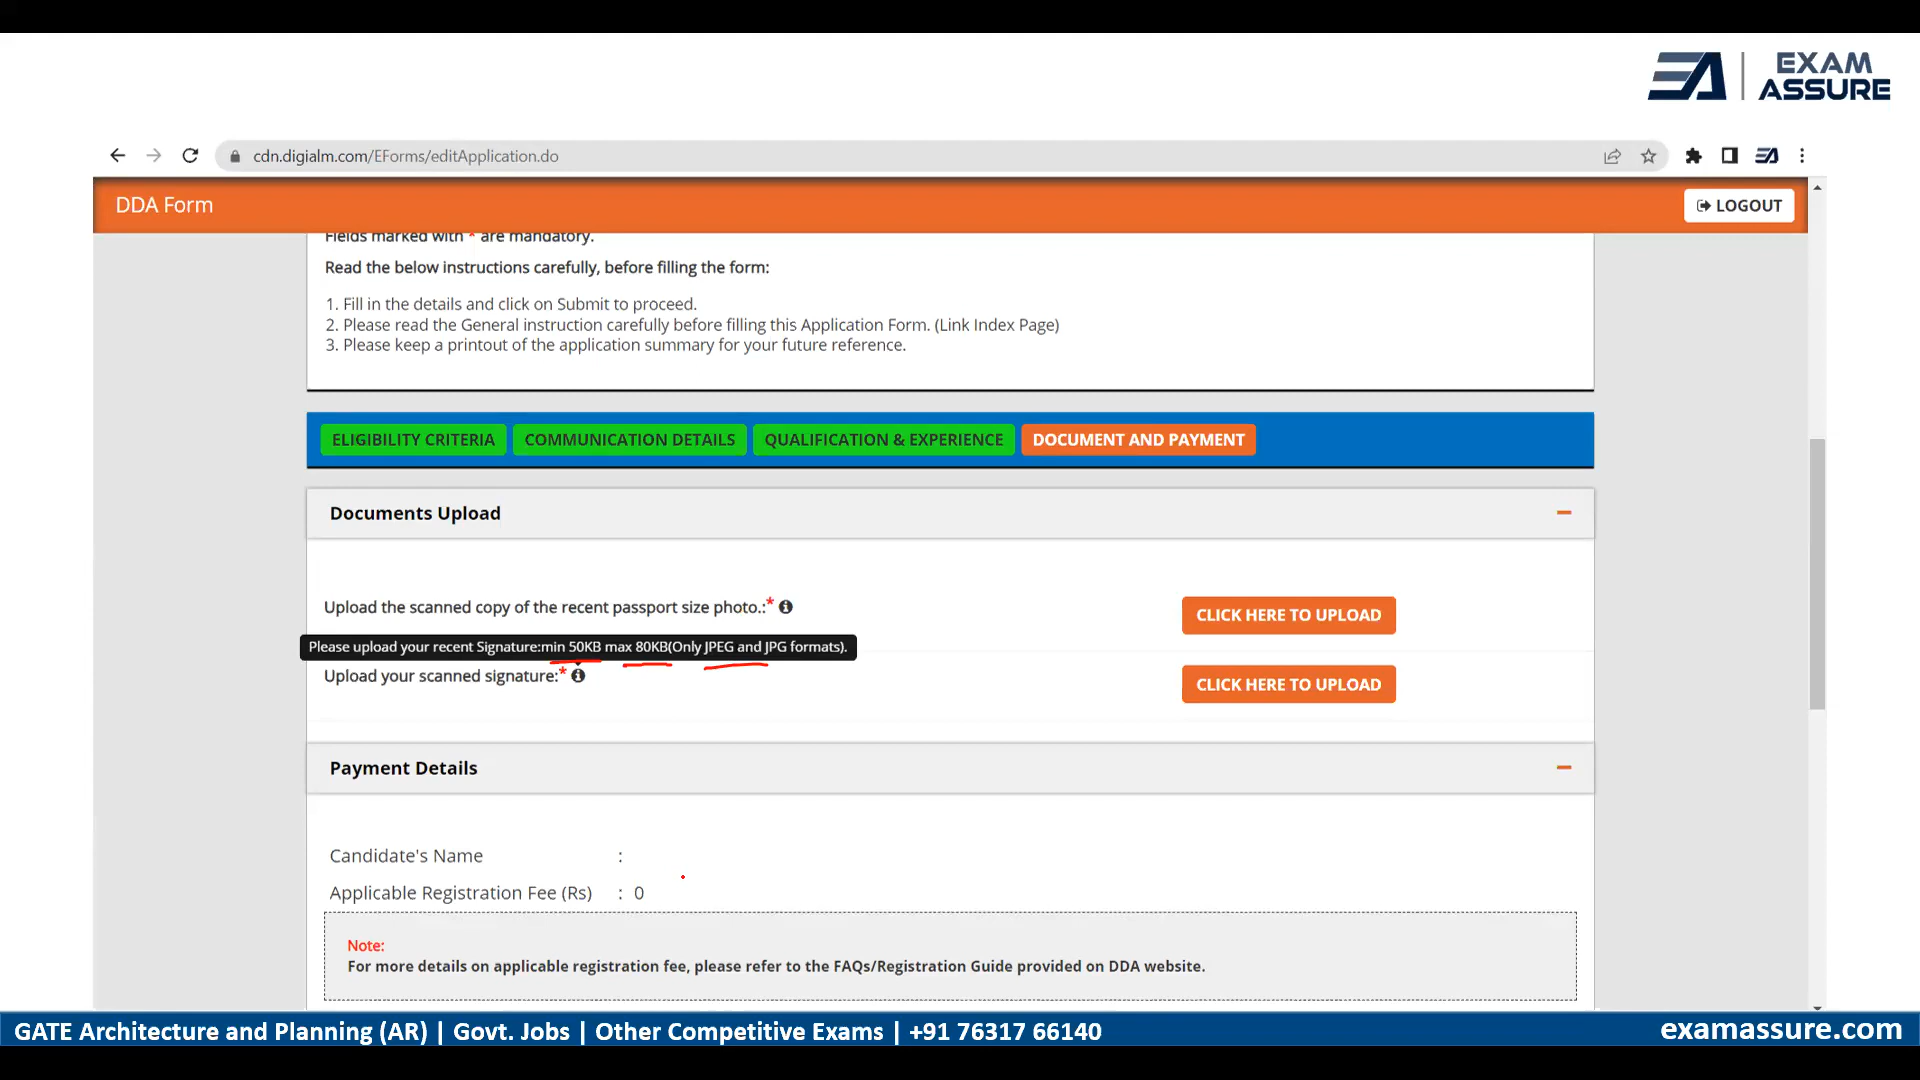 EXAM
ASSURE
cdn.digialm.com/EForms/editApplication.do
DDA Form
LOGOUT
Fields marked with * are mandatory.
Read the below instructions carefully, before filling the form:
1. Fill in the details and click on Submit to proceed.
2. Please read the General instruction carefully before filling this Application Form. (Link Index Page)
3. Please keep a printout of the application summary for your future reference.
ELIGIBILITY CRITERIA COMMUNICATION DETAILS QUALIFICATION & EXPERIENCE DOCUMENT AND PAYMENT
Documents Upload
Upload the scanned copy of the recent passport size photo.:* CLICK HERE TO UPLOAD
Please upload your recent Signature:min 50KB max 80KB(Only JPEG and JPG formats).
Upload your scanned signature:* CLICK HERE TO UPLOAD
Payment Details
Candidate's Name :
Applicable Registration Fee (Rs) : 0
Note:
For more details on applicable registration fee, please refer to the FAQs/Registration Guide provided on DDA website.
GATE Architecture and Planning (AR) | Govt. Jobs | Other Competitive Exams | +91 76317 66140
examassure.com